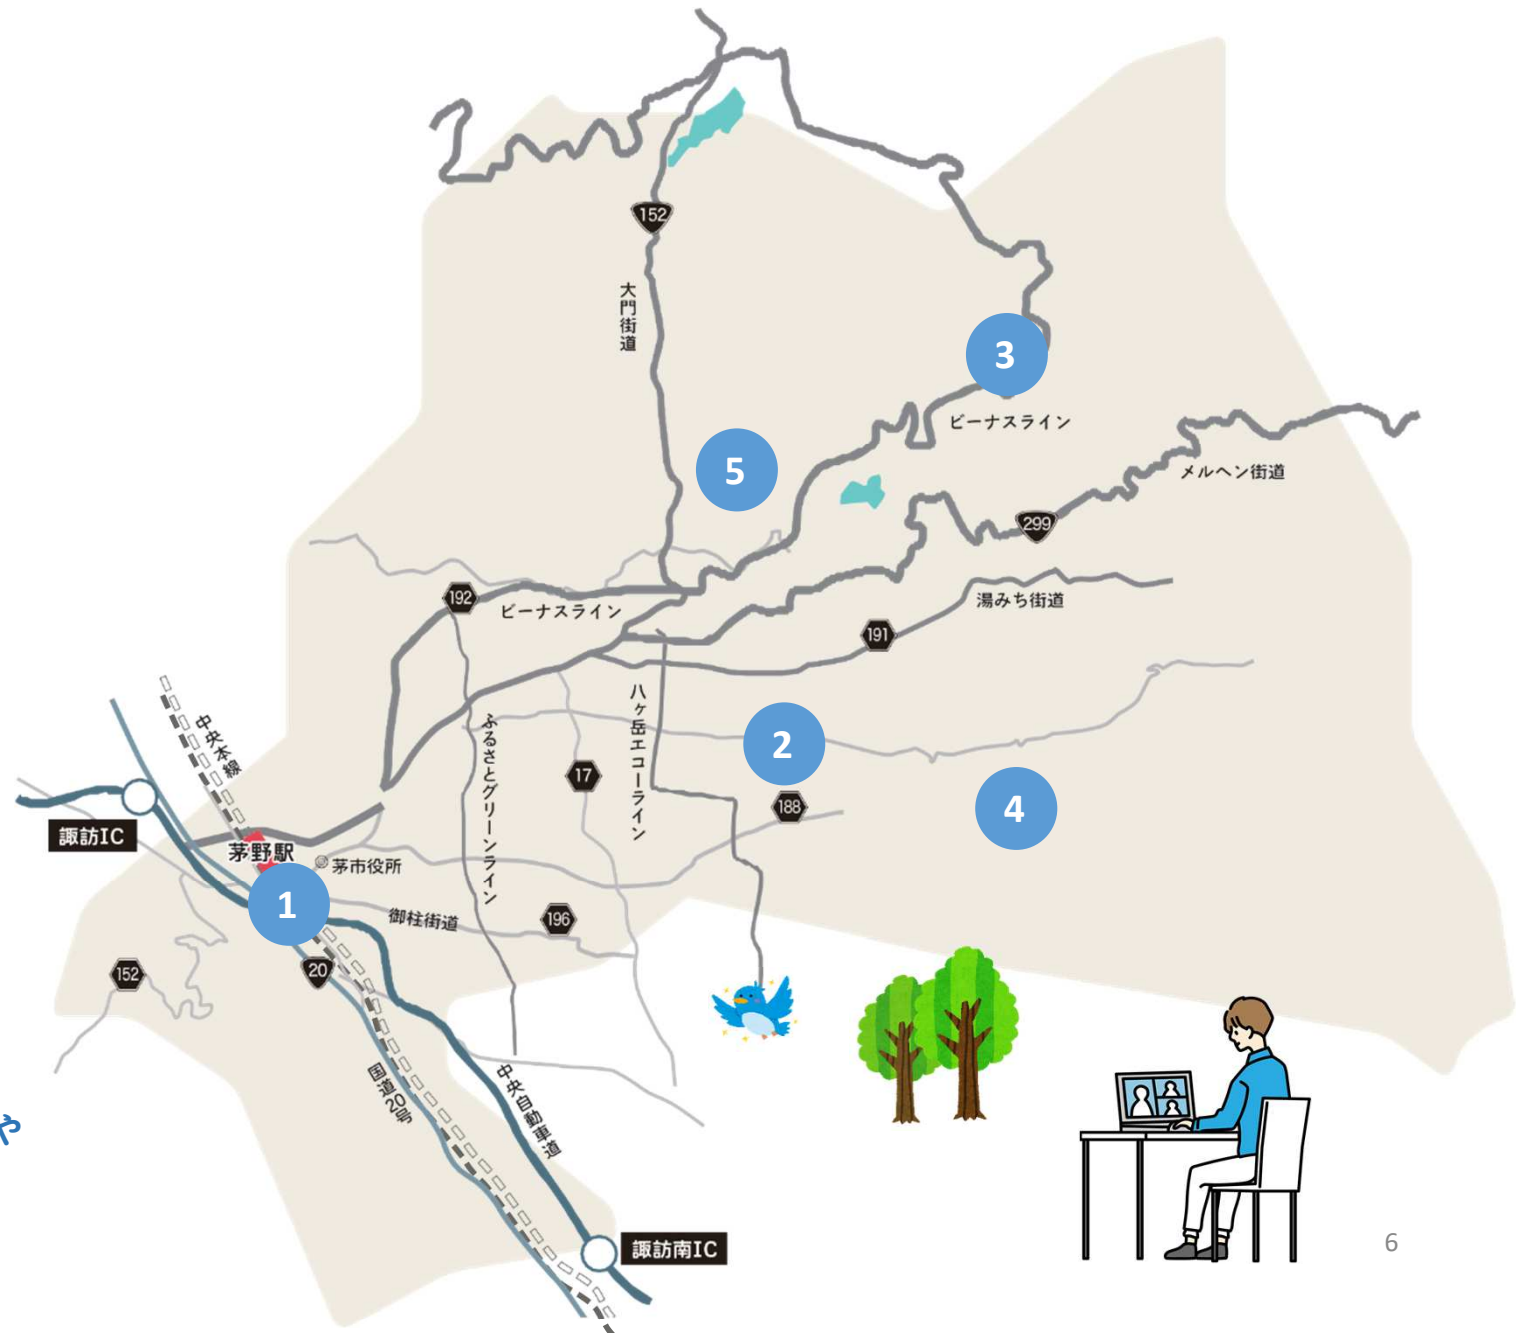 152
大門街道
3
ビーナスライン
5
メルヘン街道
299
192
ビーナスライン
湯みち街道
191
八ヶ岳エコーライン
中央本線
ふるさとグリーンライン
2
17
188
4
諏訪IC
茅野駅
茅市役所
1
御柱街道
196
152
20
国道20号
中央自動車道
や
諏訪南IC
6